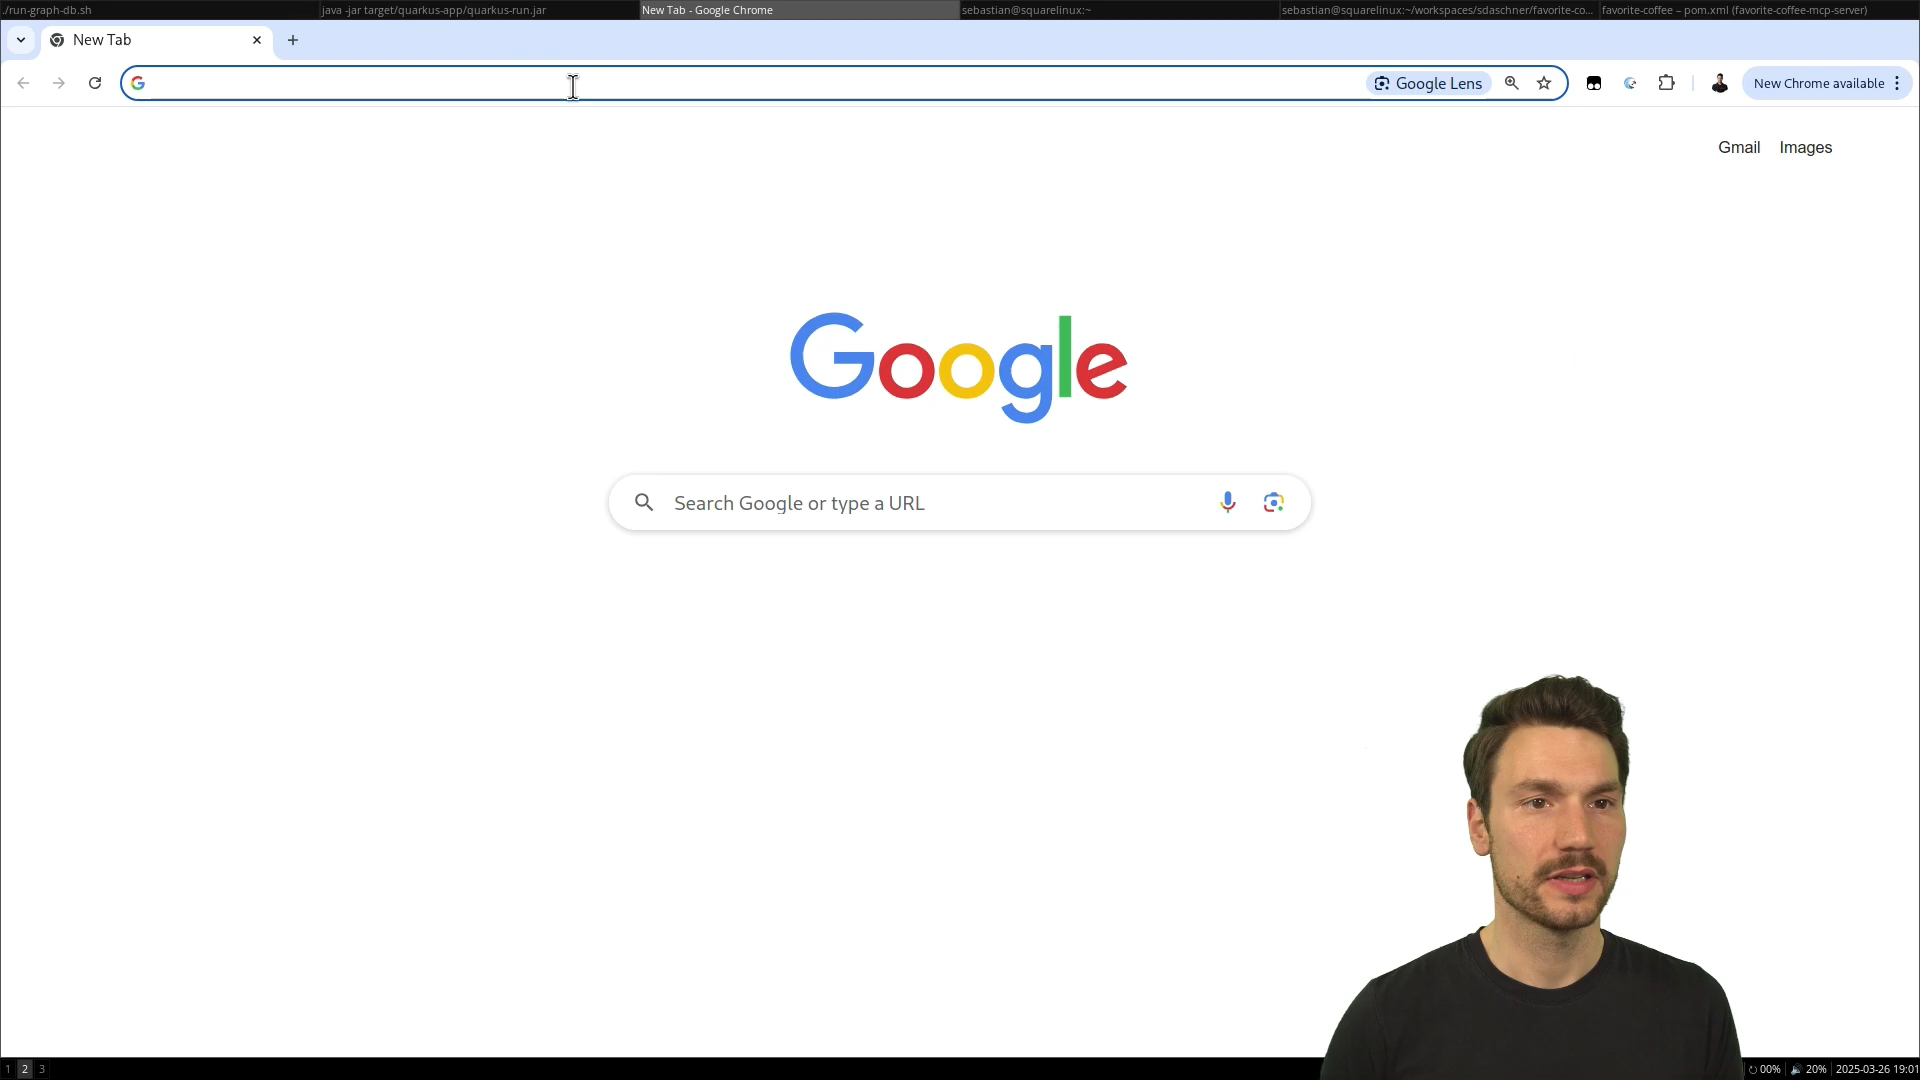 ./run-graph-db.sh
java -jar target/quarkus-app/quarkus-run.jar
New Tab - Google Chrome
sebastian@squarelinux:~
sebastian@squarelinux:~/workspaces/sdaschner/favorite-co...
favorite-coffee – pom.xml (favorite-coffee-mcp-server)
New Tab
Google Lens
New Chrome available
Gmail Images
Google
Search Google or type a URL
1 2 3
00% 20% 2025-03-26 19:01